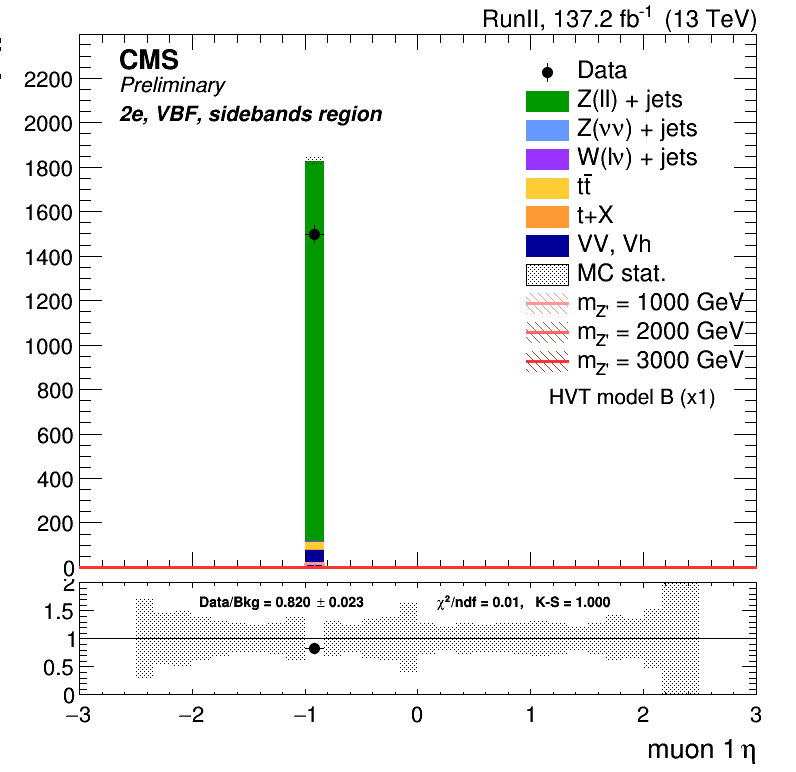 RunII, 137.2 fb-1 (13 TeV)
CMS
Preliminary
2e, VBF, sidebands region
Data
Z(ll) + jets
Z(νν) + jets
W(lν) + jets
tt̄
t+X
VV, Vh
MC stat.
mZ' = 1000 GeV
mZ' = 2000 GeV
mZ' = 3000 GeV
HVT model B (x1)
2200
2000
1800
1600
1400
1200
1000
800
600
400
200
0
Data/Bkg = 0.820 ± 0.023 χ²/ndf = 0.01, K-S = 1.000
2
1.5
1
0.5
0
−3 −2 −1 0 1 2 3
muon 1 η